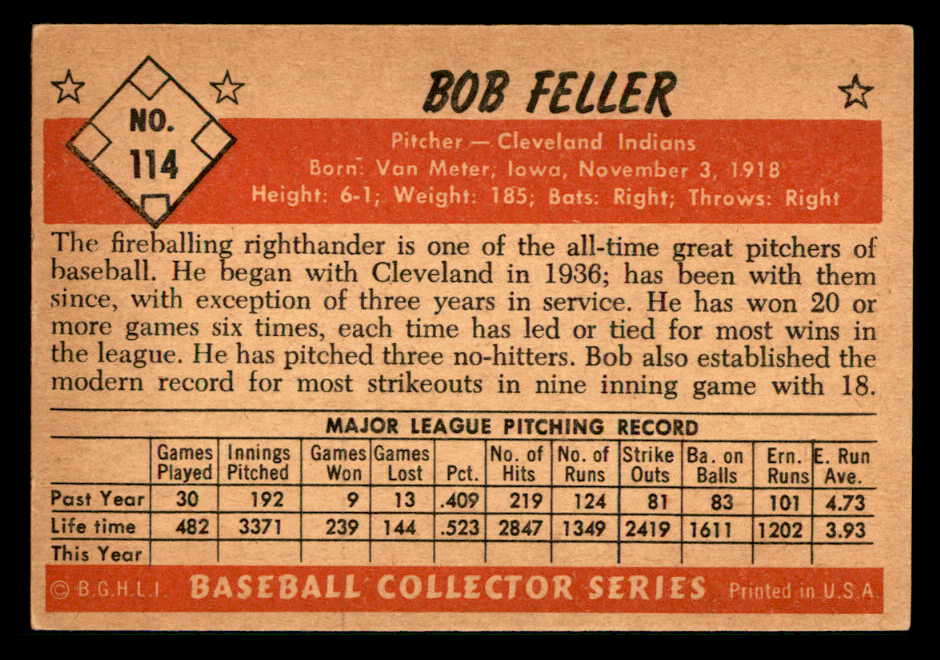 BOB FELLER
NO.
114
Pitcher — Cleveland Indians
Born: Van Meter, Iowa, November 3, 1918
Height: 6-1; Weight: 185; Bats: Right; Throws: Right
The fireballing righthander is one of the all-time great pitchers of
baseball. He began with Cleveland in 1936; has been with them
since, with exception of three years in service. He has won 20 or
more games six times, each time has led or tied for most wins in
the league. He has pitched three no-hitters. Bob also established the
modern record for most strikeouts in nine inning game with 18.
MAJOR LEAGUE PITCHING RECORD
Games Innings Games Games No. of No. of Strike Ba. on Ern. E. Run
Played Pitched Won Lost Pct. Hits Runs Outs Balls Runs Ave.
Past Year 30 192 9 13 .409 219 124 81 83 101 4.73
Life time 482 3371 239 144 .523 2847 1349 2419 1611 1202 3.93
This Year
© B.G.H.L.I. BASEBALL COLLECTOR SERIES Printed in U.S.A.